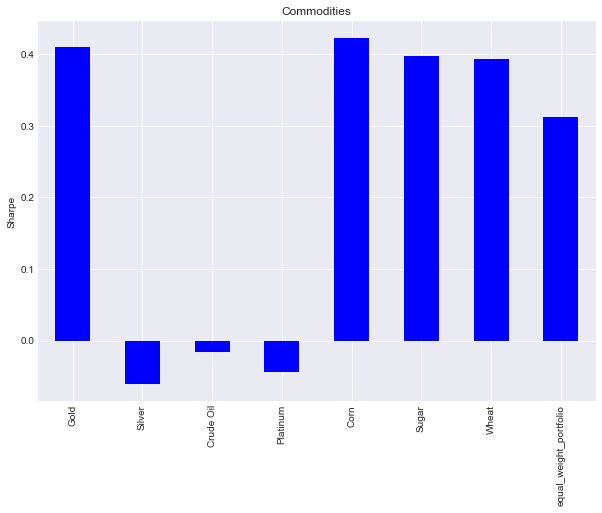 Commodities
Sharpe
0.4
0.3
0.2
0.1
0.0
Gold
Silver
Crude Oil
Platinum
Corn
Sugar
Wheat
equal_weight_portfolio